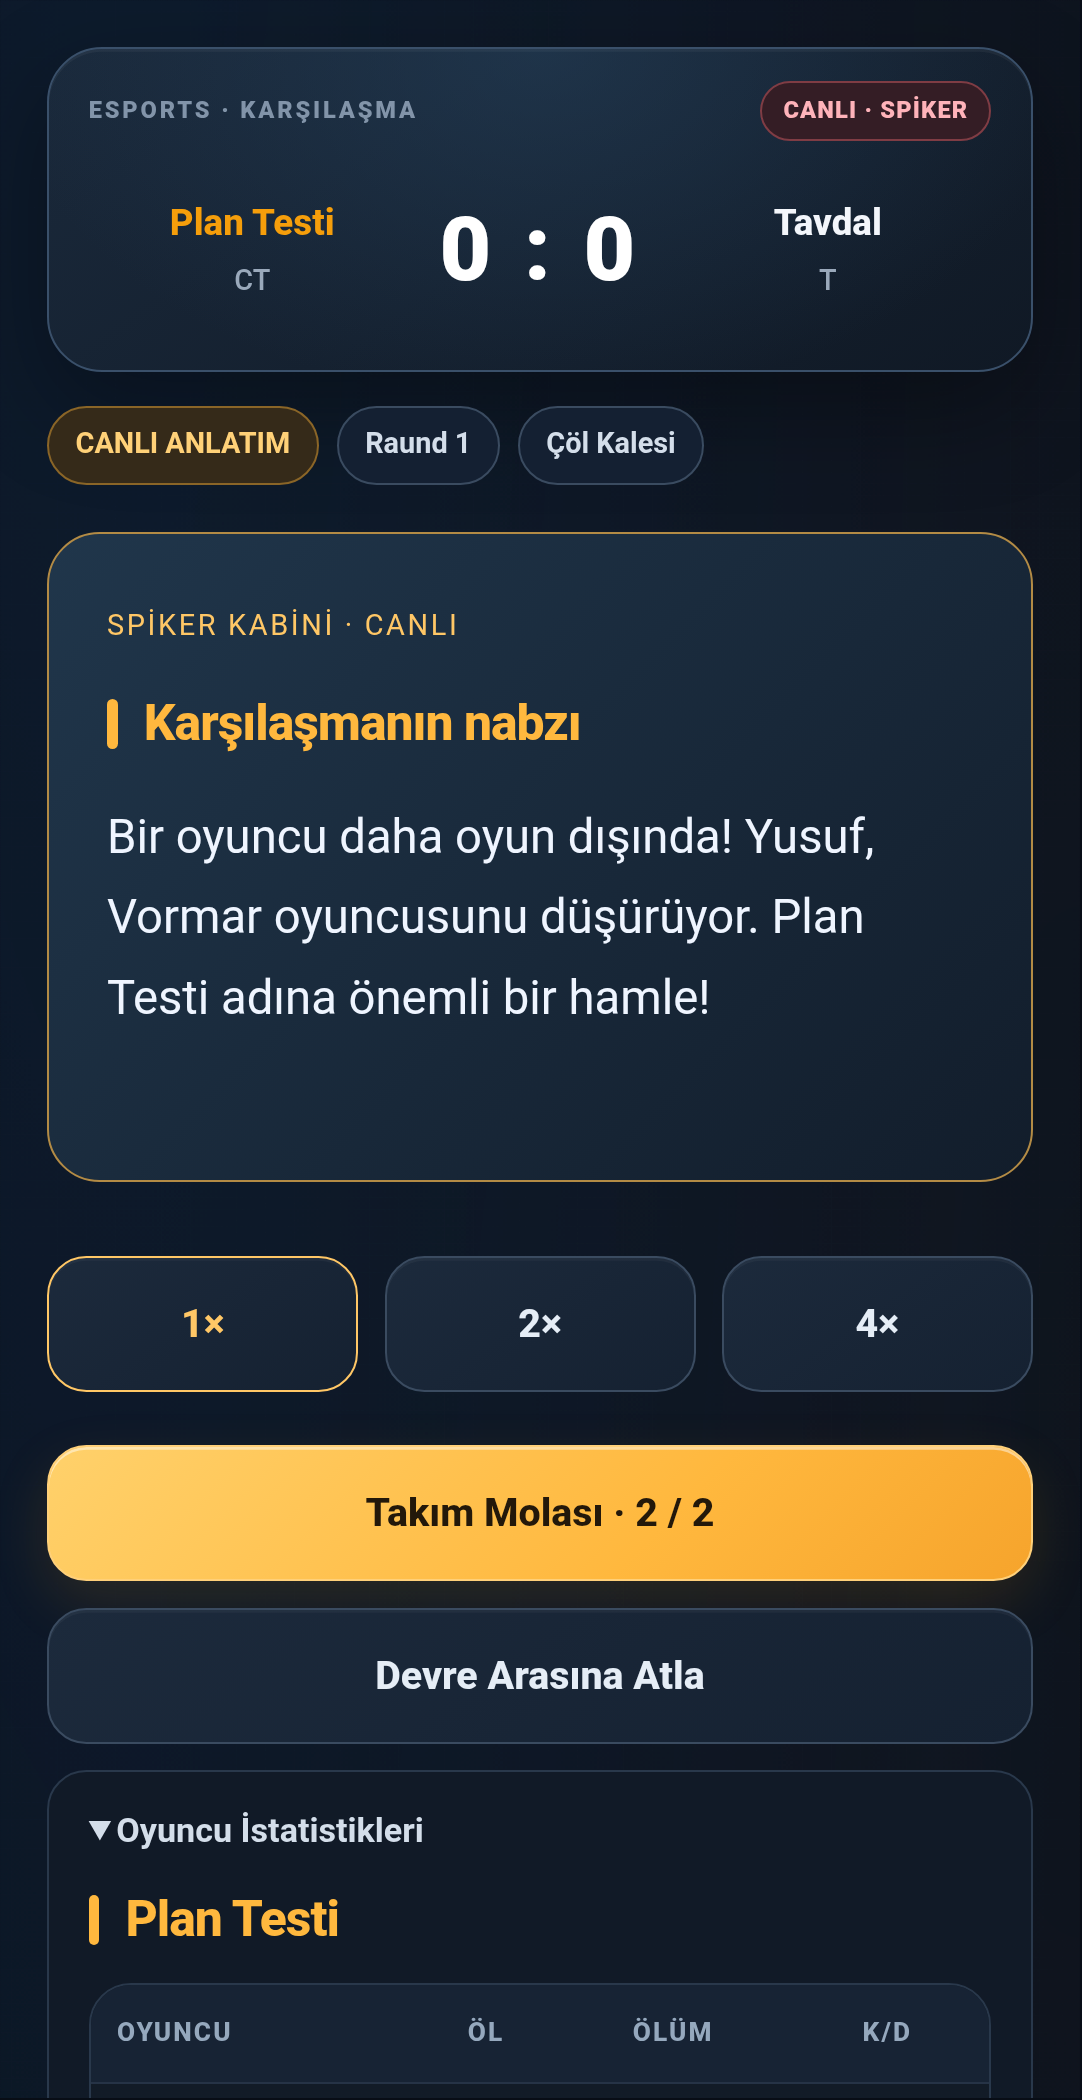 ESPORTS · KARŞILAŞMA
CANLI · SPİKER
Plan Testi
CT
0 : 0
Tavdal
T
CANLI ANLATIM
Raund 1
Çöl Kalesi
SPİKER KABİNİ · CANLI
Karşılaşmanın nabzı
Bir oyuncu daha oyun dışında! Yusuf,
Vormar oyuncusunu düşürüyor. Plan
Testi adına önemli bir hamle!
1×
2×
4×
Takım Molası · 2 / 2
Devre Arasına Atla
▼Oyuncu İstatistikleri
Plan Testi
OYUNCU ÖL ÖLÜM K/D